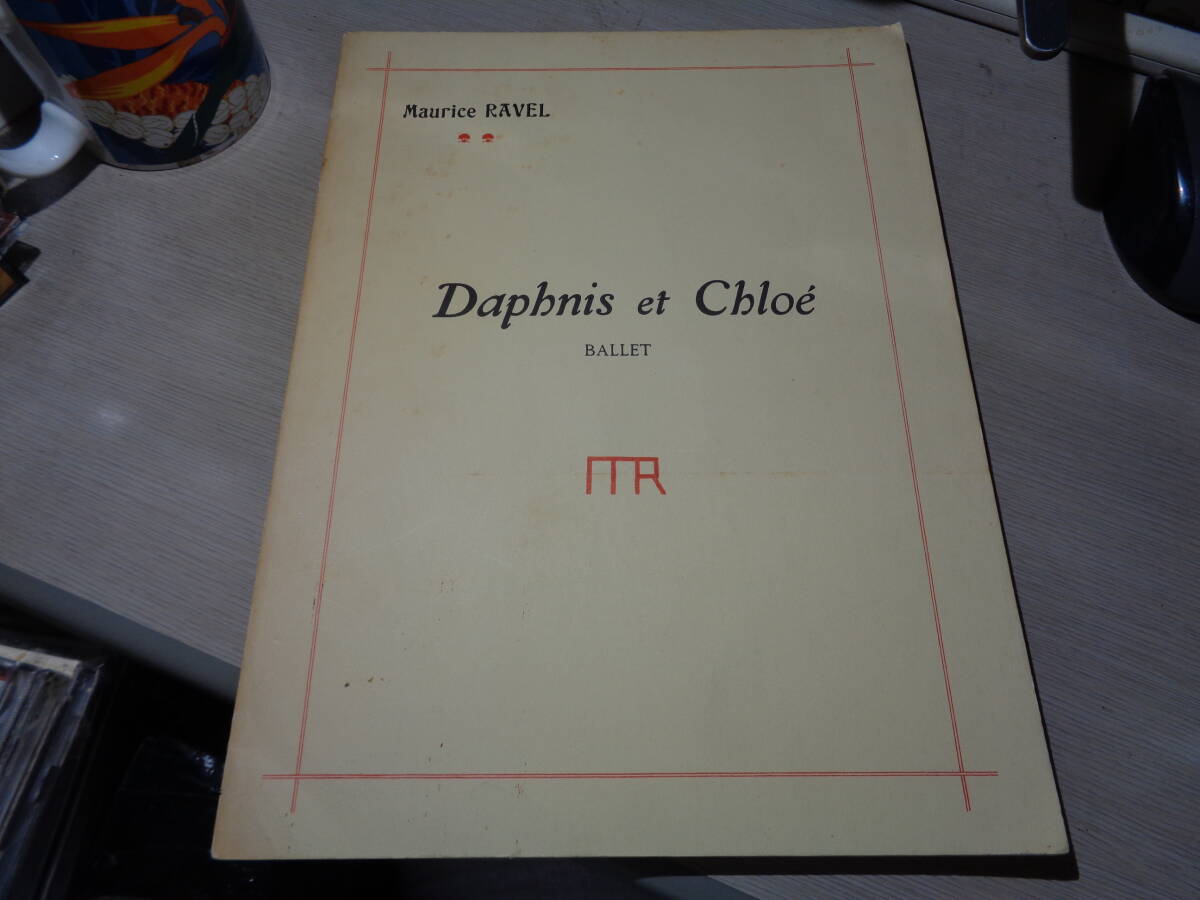 Maurice RAVEL
Daphnis et Chloé
BALLET
MR